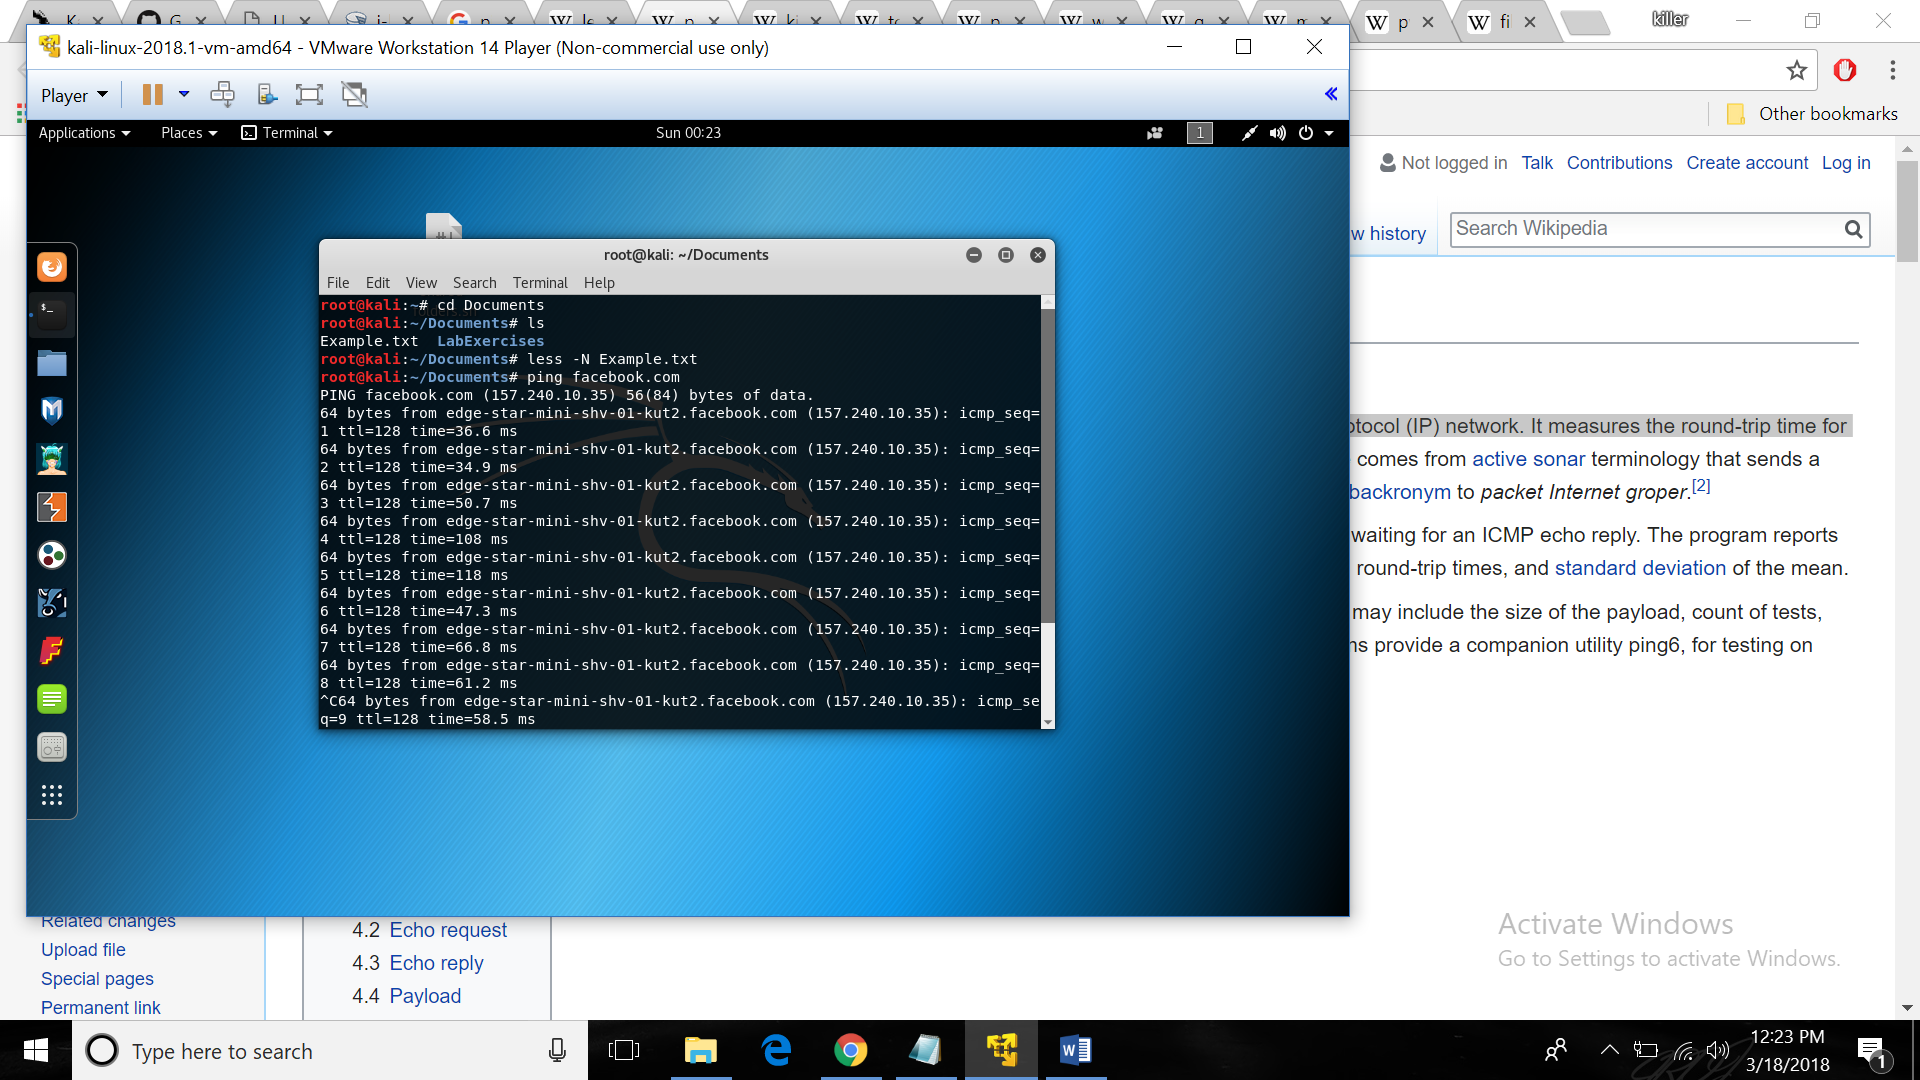 killer
kali-linux-2018.1-vm-amd64 - VMware Workstation 14 Player (Non-commercial use only)
Player
Other bookmarks
Applications Places Terminal Sun 00:23 1
Not logged in Talk Contributions Create account Log in
w history Search Wikipedia
root@kali: ~/Documents
File Edit View Search Terminal Help
root@kali:~# cd Documents
root@kali:~/Documents# ls
Example.txt LabExercises
root@kali:~/Documents# less -N Example.txt
root@kali:~/Documents# ping facebook.com
PING facebook.com (157.240.10.35) 56(84) bytes of data.
64 bytes from edge-star-mini-shv-01-kut2.facebook.com (157.240.10.35): icmp_seq=
1 ttl=128 time=36.6 ms
64 bytes from edge-star-mini-shv-01-kut2.facebook.com (157.240.10.35): icmp_seq=
2 ttl=128 time=34.9 ms
64 bytes from edge-star-mini-shv-01-kut2.facebook.com (157.240.10.35): icmp_seq=
3 ttl=128 time=50.7 ms
64 bytes from edge-star-mini-shv-01-kut2.facebook.com (157.240.10.35): icmp_seq=
4 ttl=128 time=108 ms
64 bytes from edge-star-mini-shv-01-kut2.facebook.com (157.240.10.35): icmp_seq=
5 ttl=128 time=118 ms
64 bytes from edge-star-mini-shv-01-kut2.facebook.com (157.240.10.35): icmp_seq=
6 ttl=128 time=47.3 ms
64 bytes from edge-star-mini-shv-01-kut2.facebook.com (157.240.10.35): icmp_seq=
7 ttl=128 time=66.8 ms
64 bytes from edge-star-mini-shv-01-kut2.facebook.com (157.240.10.35): icmp_seq=
8 ttl=128 time=61.2 ms
^C64 bytes from edge-star-mini-shv-01-kut2.facebook.com (157.240.10.35): icmp_se
q=9 ttl=128 time=58.5 ms
otocol (IP) network. It measures the round-trip time for
comes from active sonar terminology that sends a
backronym to packet Internet groper.[2]
waiting for an ICMP echo reply. The program reports
round-trip times, and standard deviation of the mean.
may include the size of the payload, count of tests,
ns provide a companion utility ping6, for testing on
Related changes
Upload file
Special pages
Permanent link
4.2 Echo request
4.3 Echo reply
4.4 Payload
Activate Windows
Go to Settings to activate Windows.
Type here to search
12:23 PM
3/18/2018
1